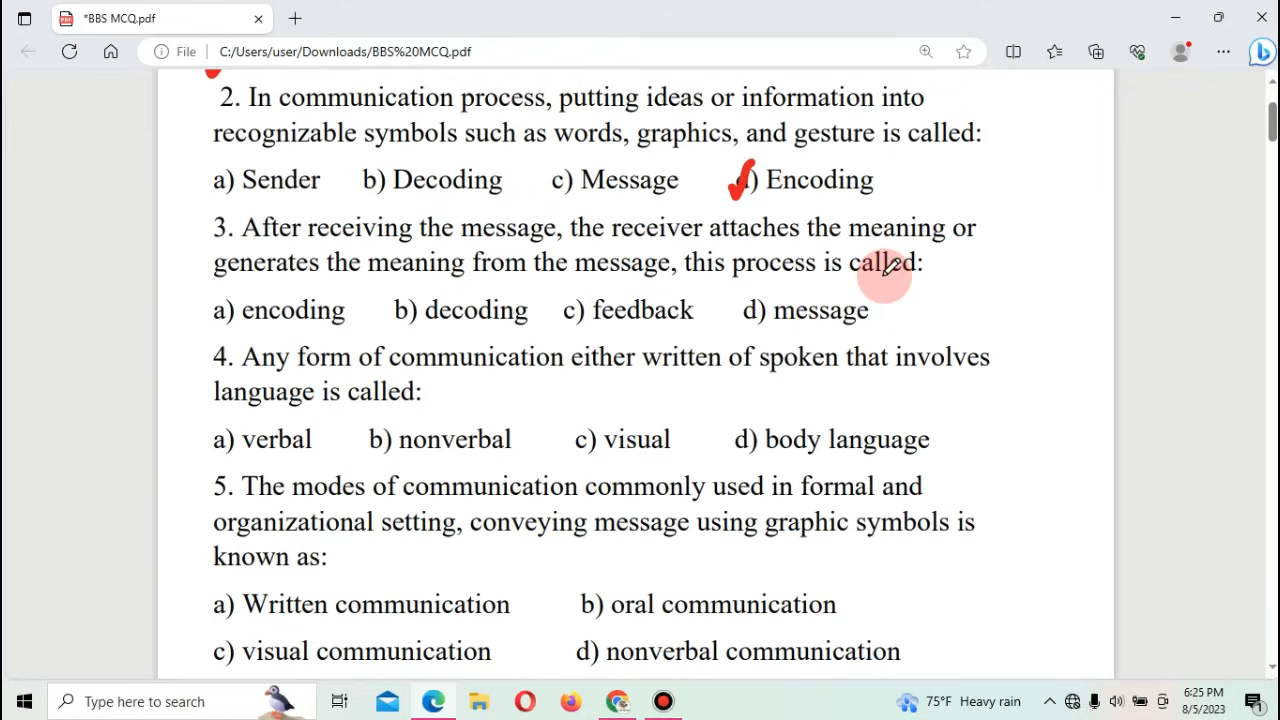 *BBS MCQ.pdf
File
C:/Users/user/Downloads/BBS%20MCQ.pdf
2. In communication process, putting ideas or information into
recognizable symbols such as words, graphics, and gesture is called:
a) Sender b) Decoding c) Message d) Encoding
3. After receiving the message, the receiver attaches the meaning or
generates the meaning from the message, this process is called:
a) encoding b) decoding c) feedback d) message
4. Any form of communication either written of spoken that involves
language is called:
a) verbal b) nonverbal c) visual d) body language
5. The modes of communication commonly used in formal and
organizational setting, conveying message using graphic symbols is
known as:
a) Written communication b) oral communication
c) visual communication d) nonverbal communication
Type here to search
75°F Heavy rain
6:25 PM
8/5/2023
1